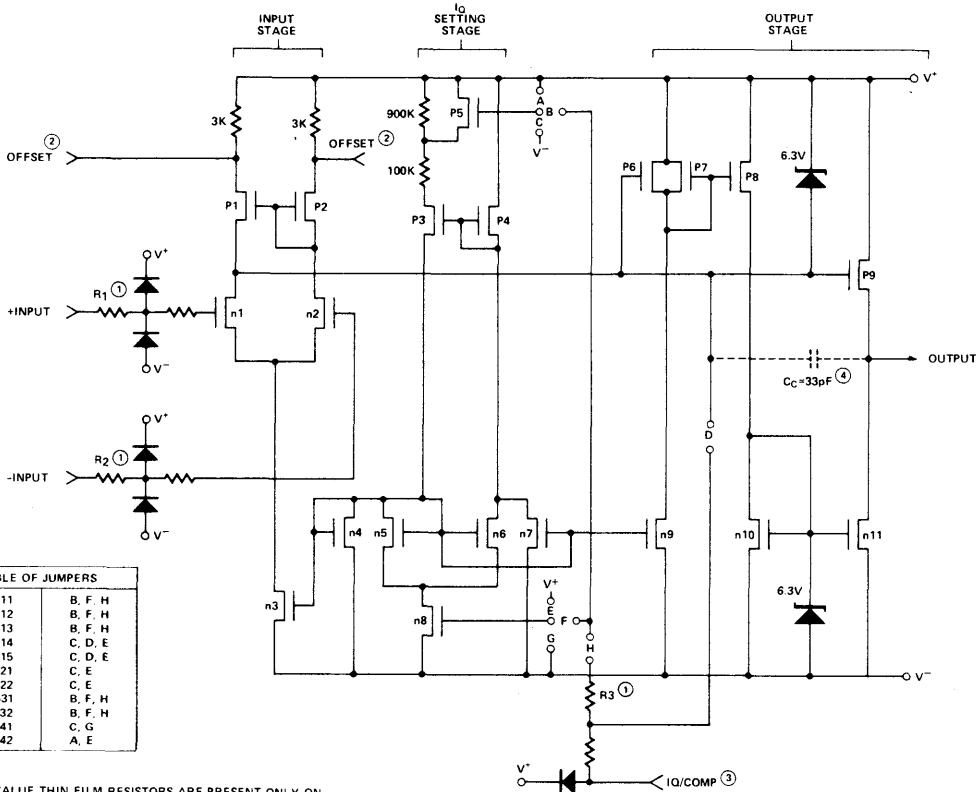 INPUT STAGE
IQ SETTING STAGE
OUTPUT STAGE
V+
3K
3K
900K
P5
A
B
C
V−
OFFSET ②
OFFSET ②
100K
6.3V
P6
P7
P8
P1
P2
P3
P4
P9
V+
R1 ①
+INPUT
n1
n2
V−
OUTPUT
CC=33pF ④
V+
D
R2 ①
-INPUT
V−
n4
n5
n6
n7
n9
n10
n11
BLE OF JUMPERS
11 B, F, H
12 B, F, H
13 B, F, H
14 C, D, E
15 C, D, E
21 C, E
22 C, E
31 B, F, H
32 B, F, H
41 C, G
42 A, E
n3
n8
V+
E
F
G
H
6.3V
V−
R3 ①
V+
IQ/COMP ③
VALUE THIN FILM RESISTORS ARE PRESENT ONLY ON